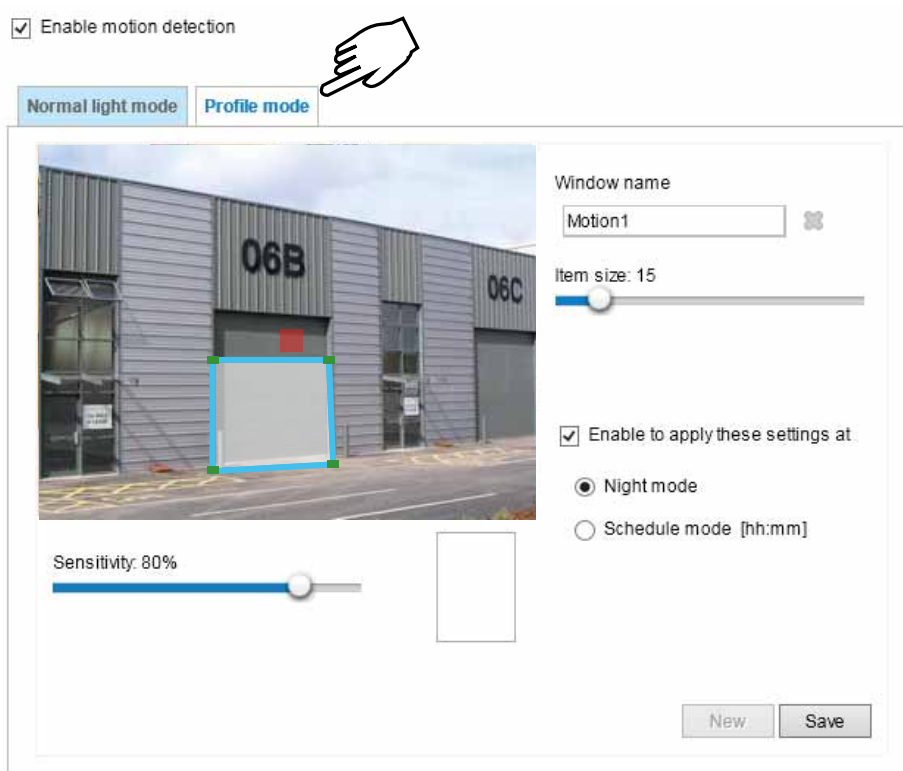 Enable motion detection
Normal light mode
Profile mode
06B
06C
Window name
Motion1
Item size: 15
Enable to apply these settings at
Night mode
Schedule mode [hh:mm]
Sensitivity: 80%
New
Save